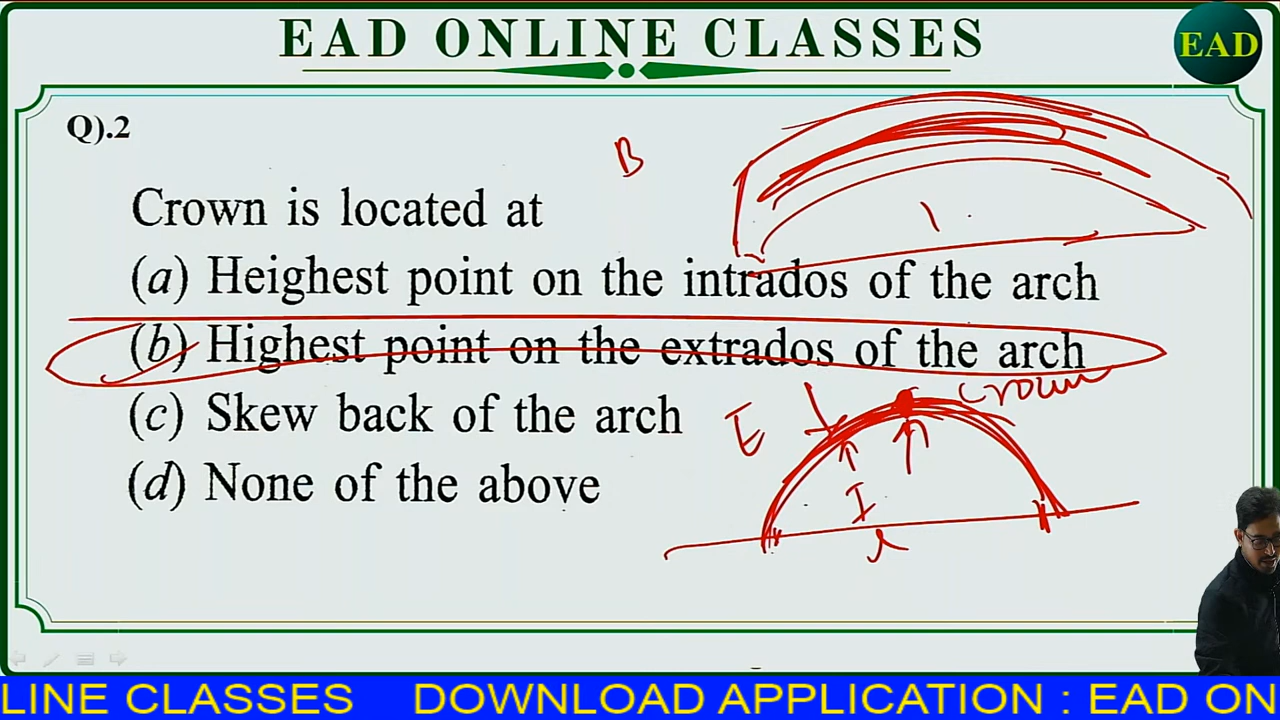 EAD ONLINE CLASSES
EAD
Q).2
B
Crown is located at
(a) Heighest point on the intrados of the arch
(b) Highest point on the extrados of the arch
Crown
(c) Skew back of the arch
E
(d) None of the above
I
LINE CLASSES DOWNLOAD APPLICATION : EAD ON